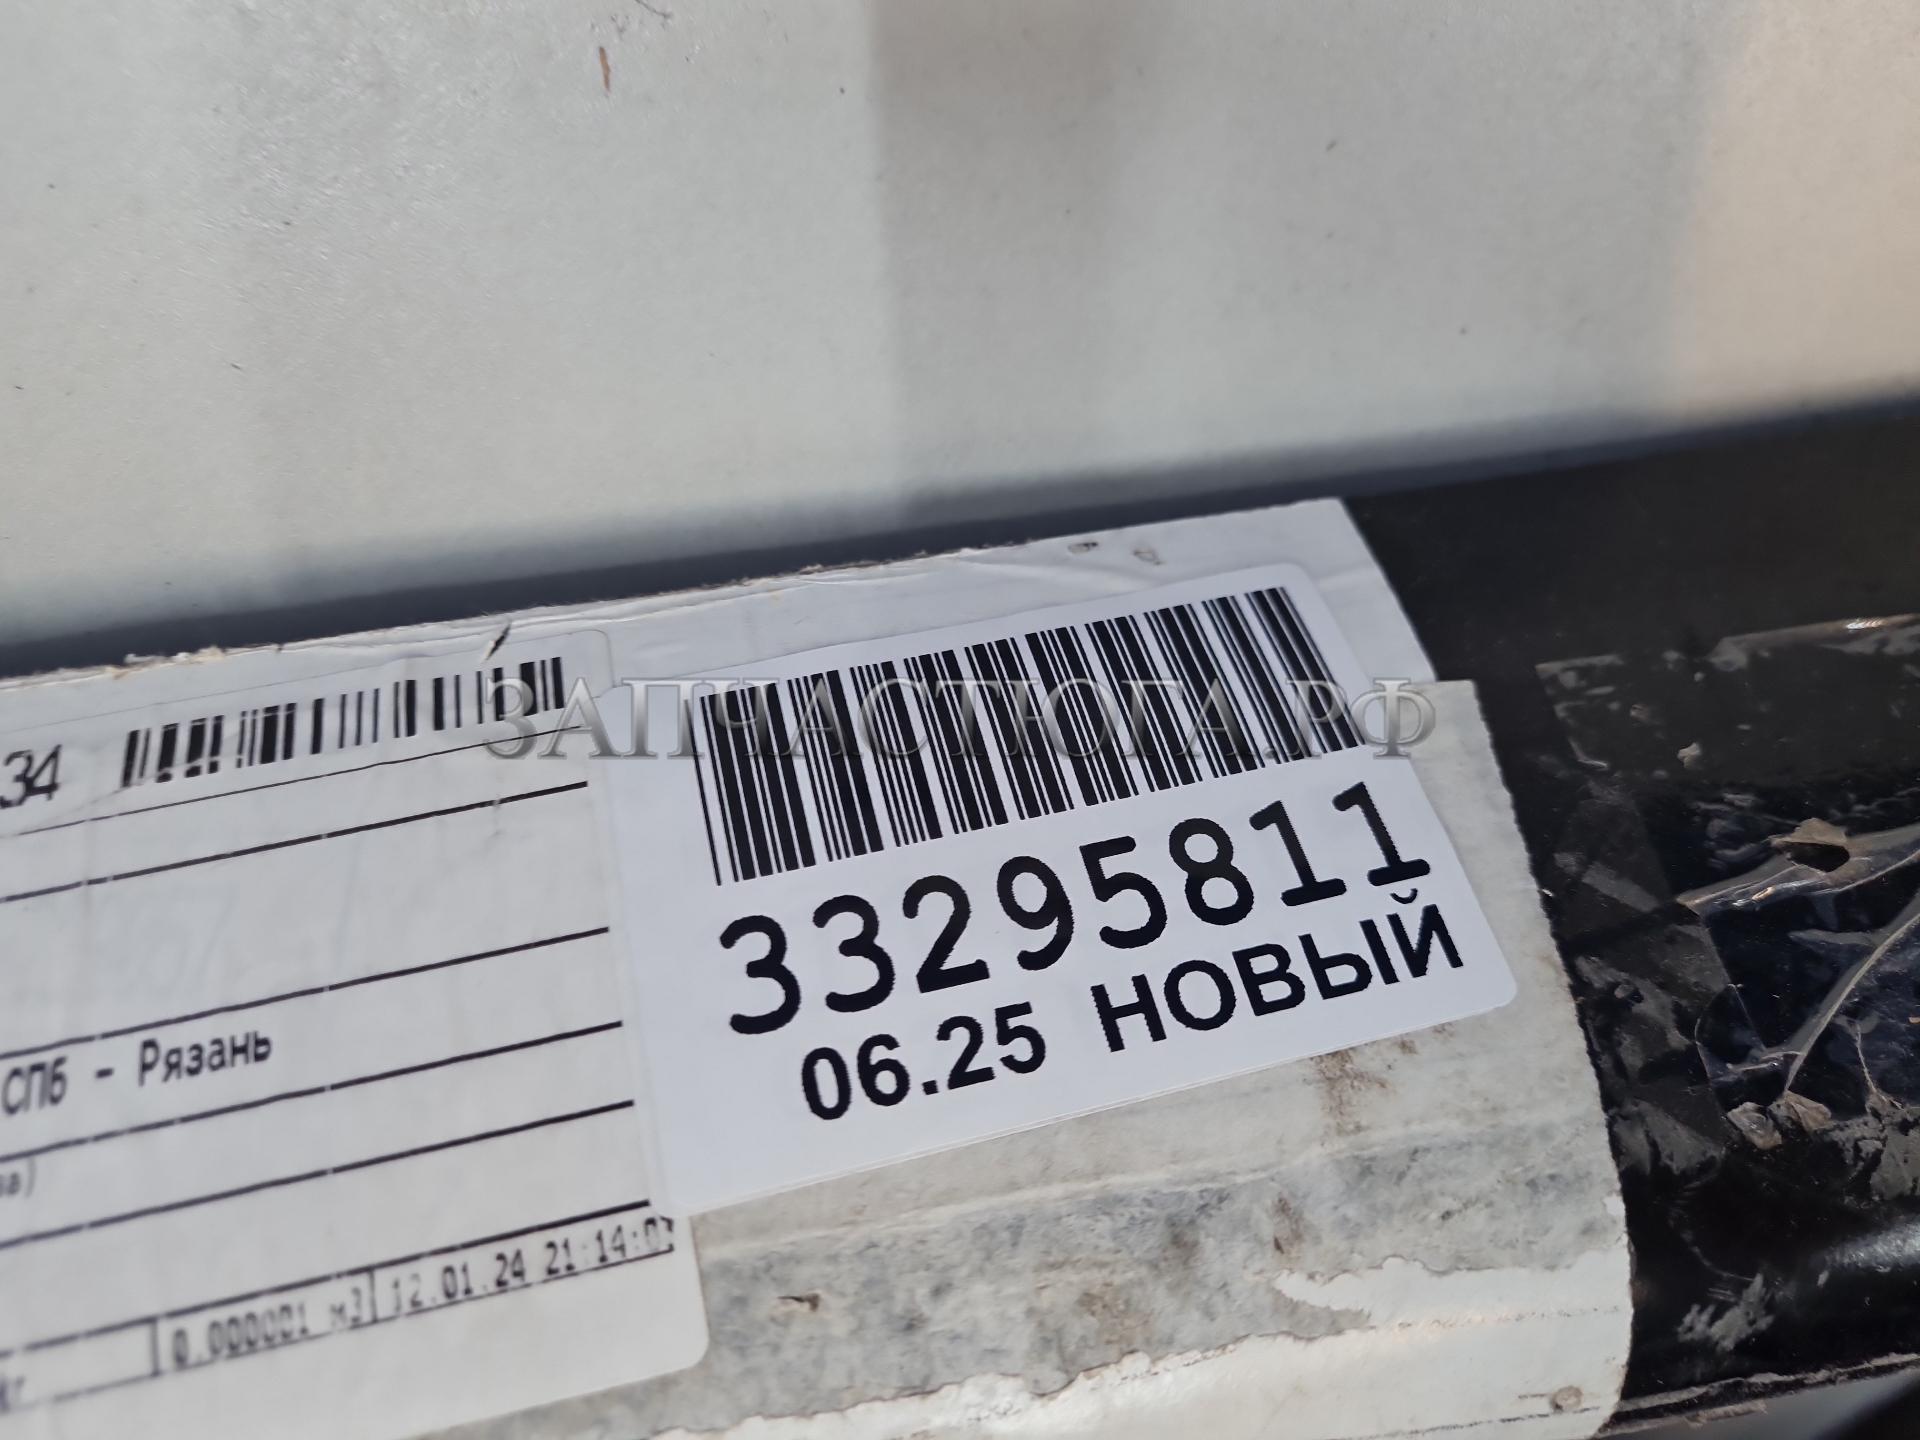 ЗАПЧАСТЮГА.РФ
34
33295811
06.25 НОВЫЙ
СПб - Рязань
0.000001 м3 12.01.24 21:14:0